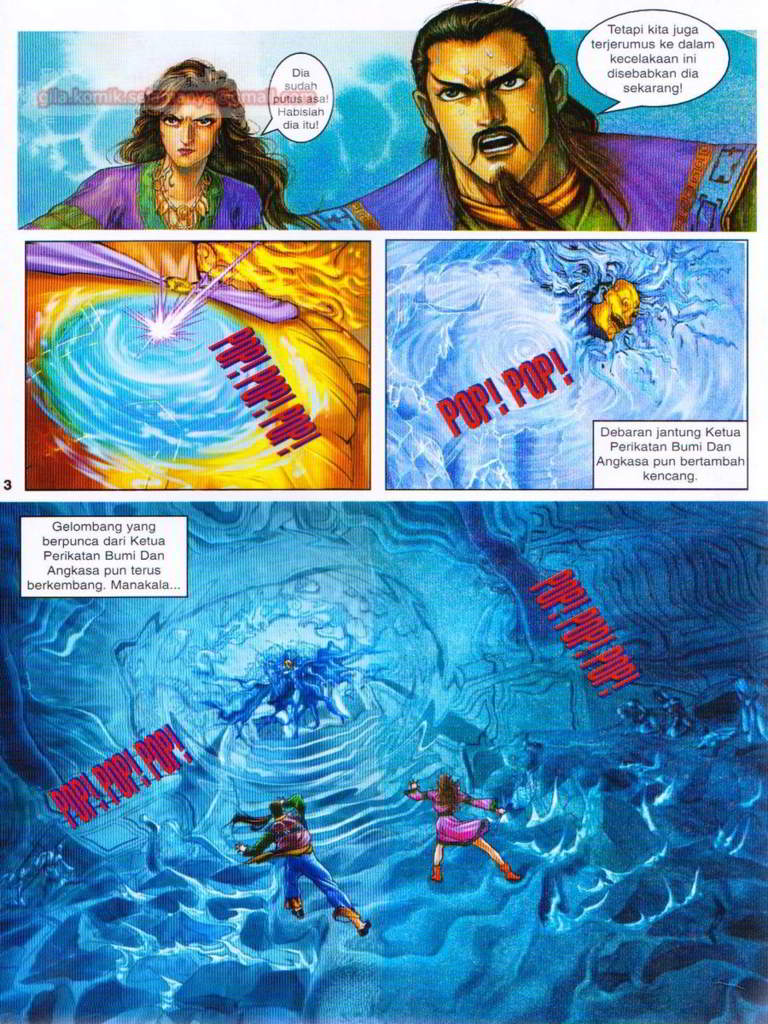 Dia
sudah
putus asa!
Habislah
dia itu!
Tetapi kita juga
terjerumus ke dalam
kecelakaan ini
disebabkan dia
sekarang!
POP! POP! POP!
POP! POP!
Debaran jantung Ketua
Perikatan Bumi Dan
Angkasa pun bertambah
kencang.
3
Gelombang yang
berpunca dari Ketua
Perikatan Bumi Dan
Angkasa pun terus
berkembang. Manakala...
POP! POP! POP!
POP! POP! POP!